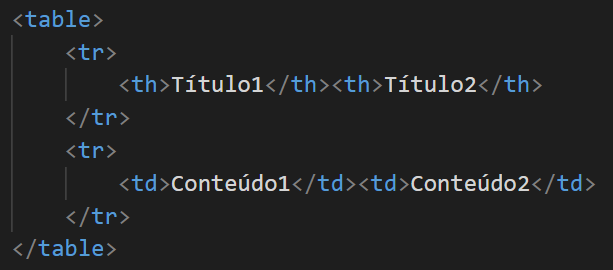 <table>
<tr>
<th>Título1</th><th>Título2</th>
</tr>
<tr>
<td>Conteúdo1</td><td>Conteúdo2</td>
</tr>
</table>